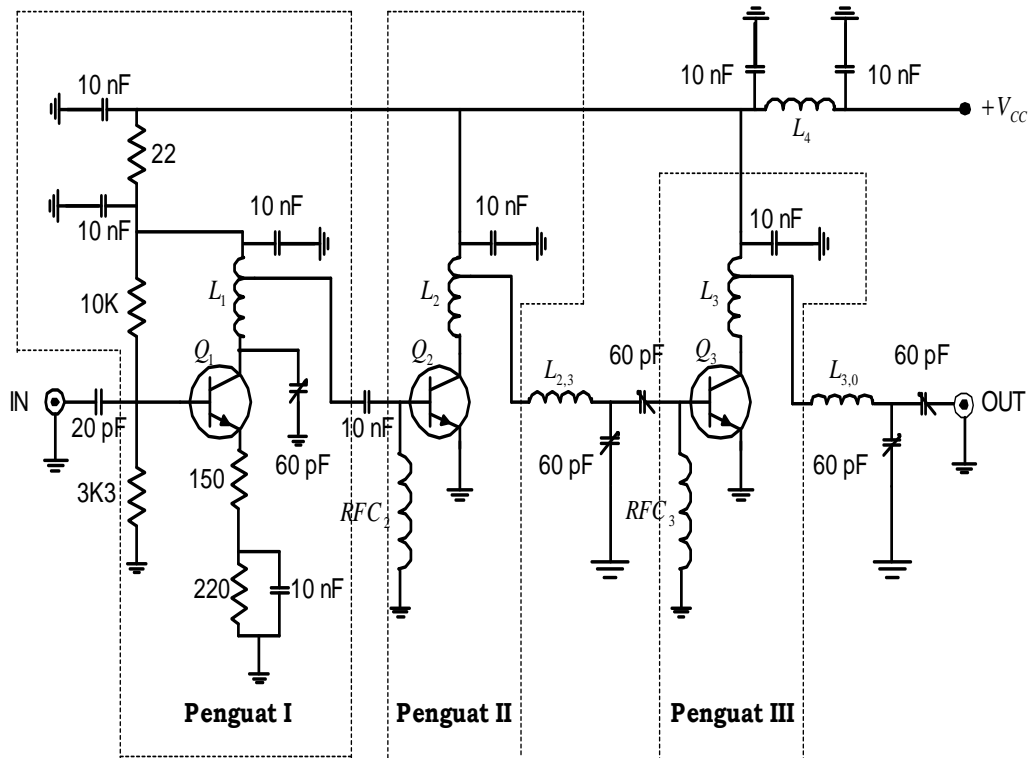 10 nF
10 nF
10 nF
+V_CC
L_4
22
10 nF
10 nF
10 nF
10 nF
L_1
L_2
L_3
10K
Q_1
Q_2
Q_3
60 pF
60 pF
L_2,3
L_3,0
IN
OUT
20 pF
10 nF
60 pF
60 pF
60 pF
150
3K3
RFC_2
RFC_3
220
10 nF
Penguat I
Penguat II
Penguat III